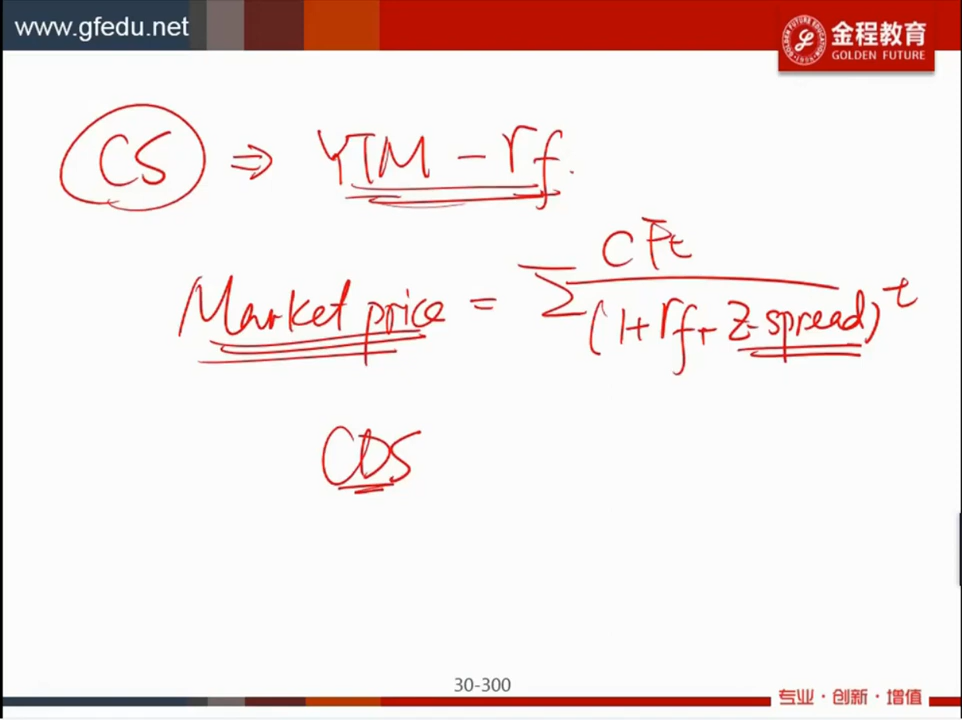 www.gfedu.net
金程教育
GOLDEN FUTURE
CS ⇒ YTM - rf.
CFt
Market price = Σ
(1+rf+Z-spread)^t
CDS
30-300
专业·创新·增值